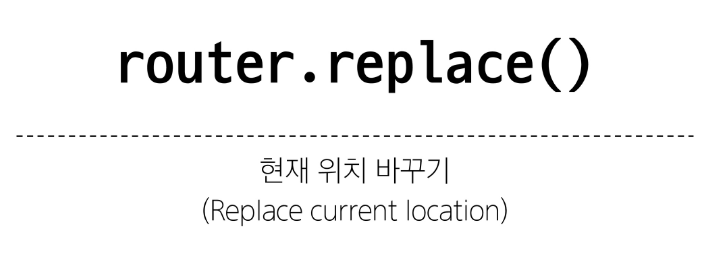 router.replace()
현재 위치 바꾸기
(Replace current location)